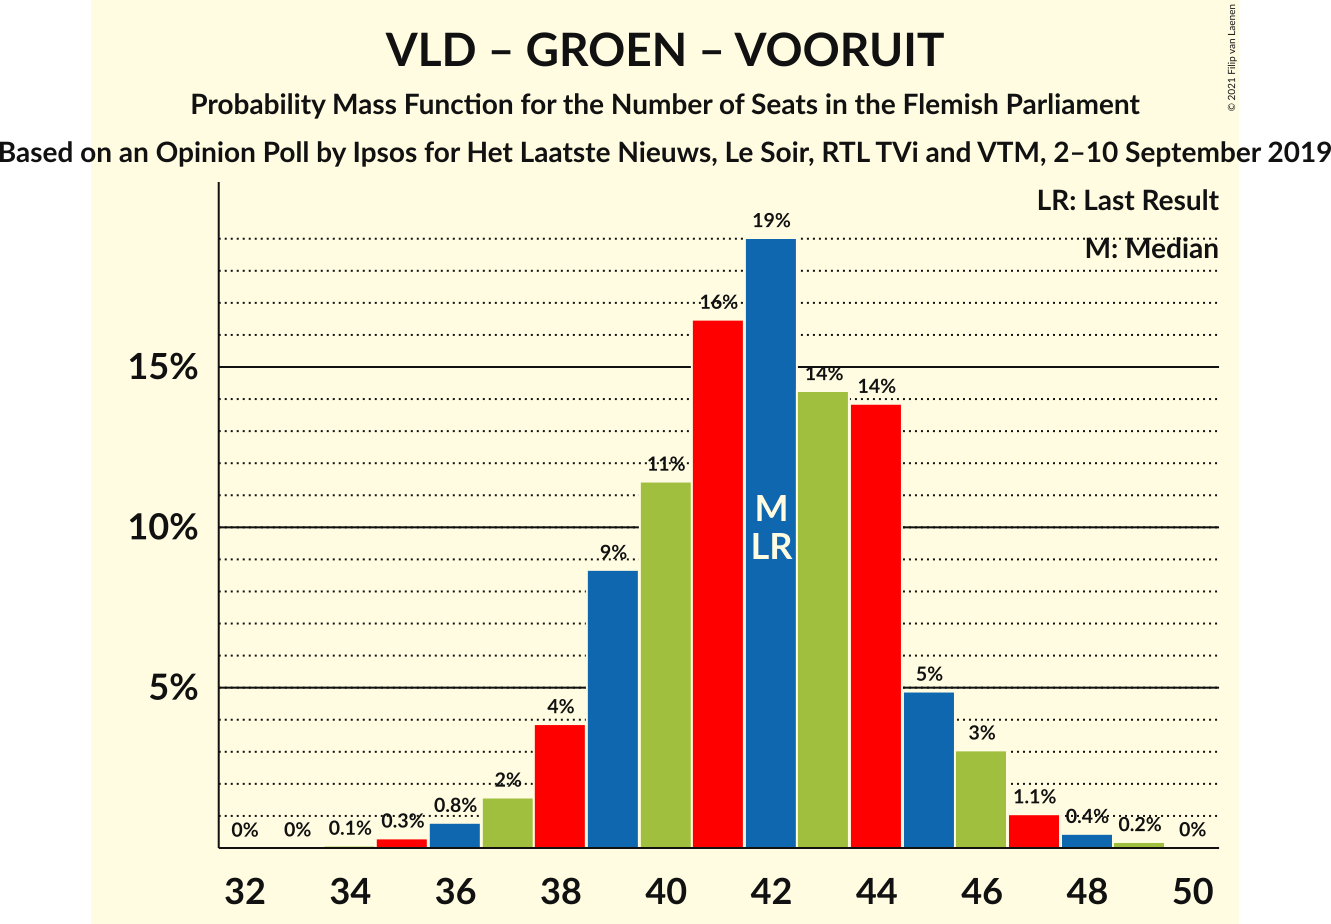 VLD – GROEN – VOORUIT
Probability Mass Function for the Number of Seats in the Flemish Parliament
Based on an Opinion Poll by Ipsos for Het Laatste Nieuws, Le Soir, RTL TVi and VTM, 2–10 September 2019
© 2021 Filip van Laenen
LR: Last Result
M: Median
15%
10%
5%
0%
0%
0.1%
0.3%
0.8%
2%
4%
9%
11%
16%
19%
14%
14%
5%
3%
1.1%
0.4%
0.2%
0%
M
LR
32 34 36 38 40 42 44 46 48 50